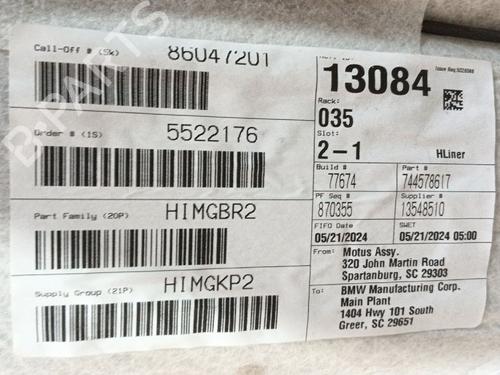 Call-Off # (5k) 86047201
Order # (1S) 5522176
Part Family (20P) HIMGBR2
Supply Group (21P) HIMGKP2
13084
Rack:
035
Slot:
2-1 HLiner
Build # Part #
77674 744578617
PF Seq # Supplier #
870355 13548510
FIFO Date SWET
05/21/2024 05/21/2024 05:00
From: Motus Assy.
320 John Martin Road
Spartanburg, SC 29303
To: BMW Manufacturing Corp.
Main Plant
1404 Hwy 101 South
Greer, SC 29651
B-PARTS